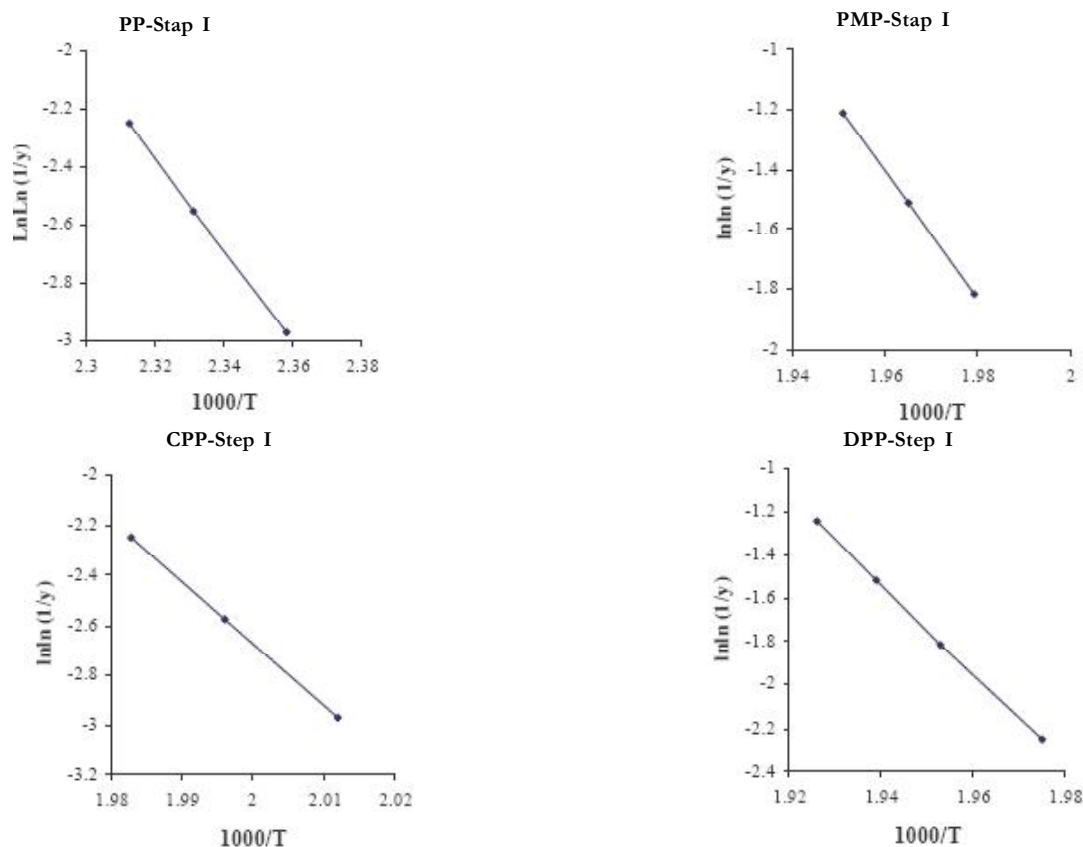 PP-Stap I
-2
-2.2
-2.4
-2.6
-2.8
-3
LnLn (1/y)
2.3 2.32 2.34 2.36 2.38
1000/T
PMP-Stap I
-1
-1.2
-1.4
-1.6
-1.8
-2
lnln (1/y)
1.94 1.96 1.98 2
1000/T
CPP-Step I
-2
-2.2
-2.4
-2.6
-2.8
-3
-3.2
lnln (1/y)
1.98 1.99 2 2.01 2.02
1000/T
DPP-Step I
-1
-1.2
-1.4
-1.6
-1.8
-2
-2.2
-2.4
lnln (1/y)
1.92 1.94 1.96 1.98
1000/T